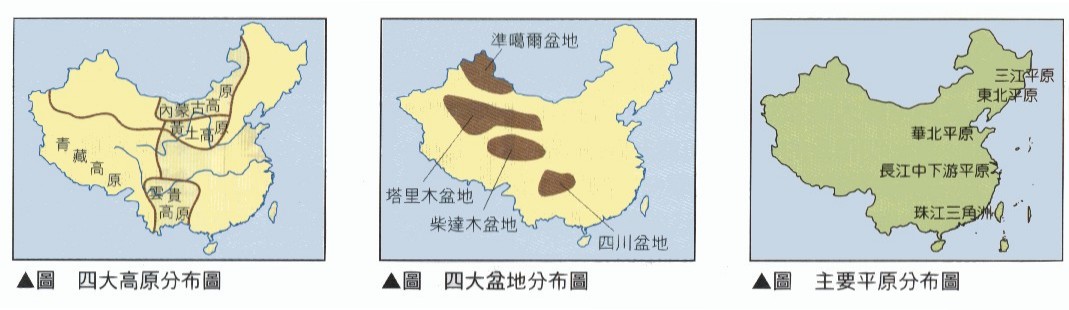 內蒙古高原
黃土高原
青藏高原
雲貴
高原
▲圖 四大高原分布圖
準噶爾盆地
塔里木盆地
柴達木盆地
四川盆地
▲圖 四大盆地分布圖
三江平原
東北平原
華北平原
長江中下游平原
珠江三角洲
▲圖 主要平原分布圖